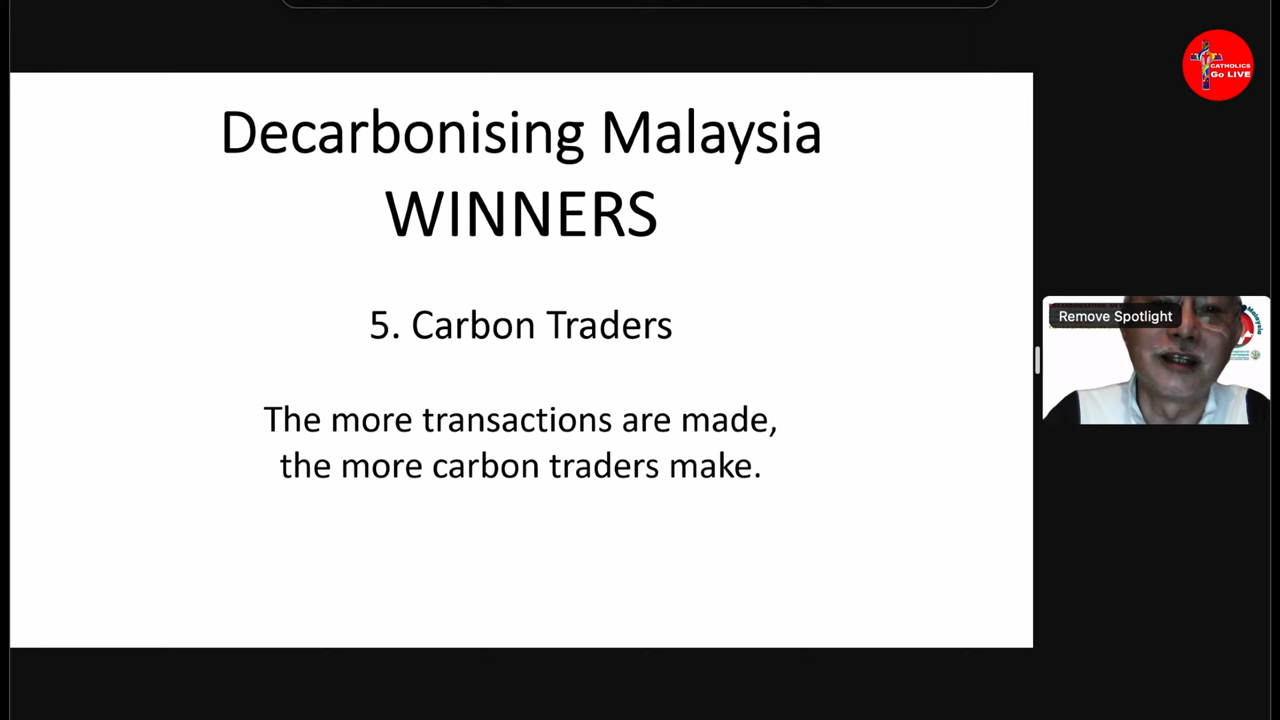 CATHOLICS
Go LIVE
Decarbonising Malaysia
WINNERS
5. Carbon Traders
The more transactions are made,
the more carbon traders make.
Remove Spotlight
Malaysia